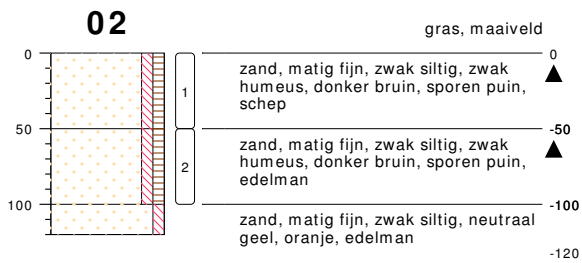 02
gras, maaiveld
0
0
zand, matig fijn, zwak siltig, zwak
humeus, donker bruin, sporen puin,
schep
1
50
-50
zand, matig fijn, zwak siltig, zwak
humeus, donker bruin, sporen puin,
edelman
2
100
-100
zand, matig fijn, zwak siltig, neutraal
geel, oranje, edelman
-120